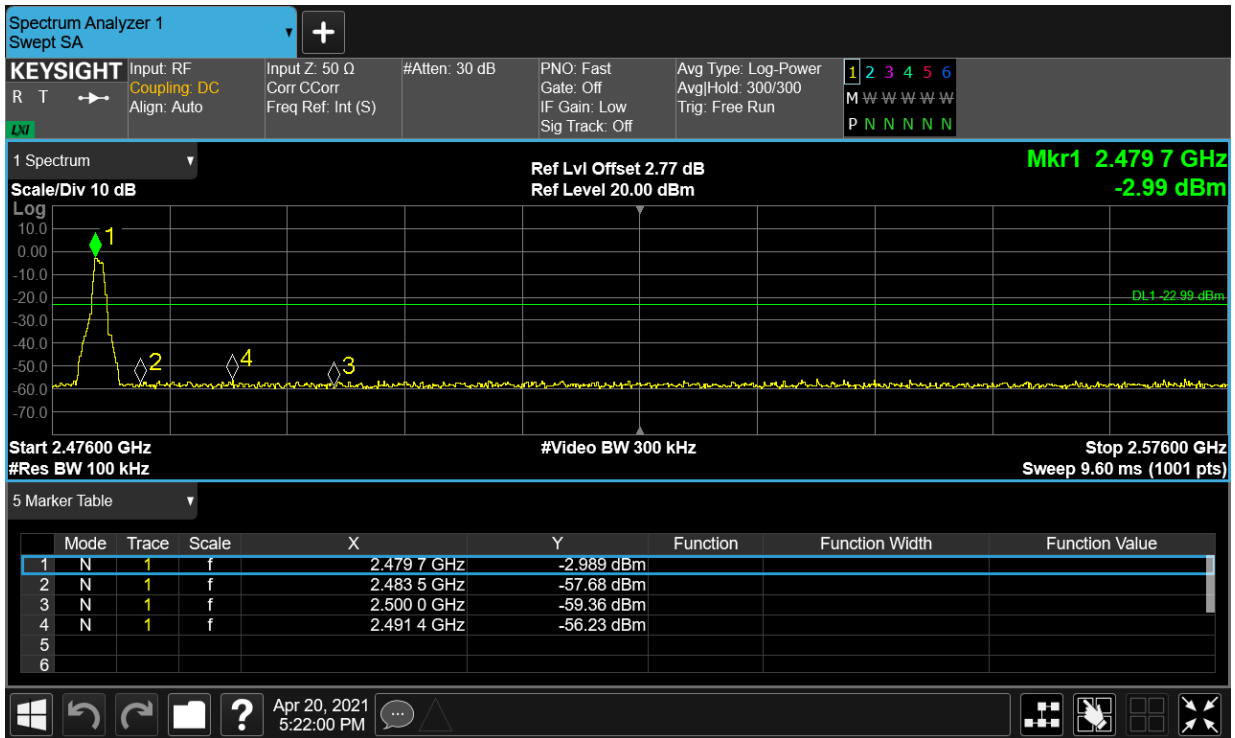 Spectrum Analyzer 1
Swept SA
KEYSIGHT
R T
LXI
Input: RF
Coupling: DC
Align: Auto
Input Z: 50 Ω
Corr CCorr
Freq Ref: Int (S)
#Atten: 30 dB
PNO: Fast
Gate: Off
IF Gain: Low
Sig Track: Off
Avg Type: Log-Power
Avg|Hold: 300/300
Trig: Free Run
1 2 3 4 5 6
M W W W W W
P N N N N N
1 Spectrum
Scale/Div 10 dB
Ref Lvl Offset 2.77 dB
Ref Level 20.00 dBm
Mkr1 2.479 7 GHz
-2.99 dBm
Log
10.0
0.00
-10.0
-20.0
-30.0
-40.0
-50.0
-60.0
-70.0
1
2
4
3
DL1 -22.99 dBm
Start 2.47600 GHz
#Video BW 300 kHz
Stop 2.57600 GHz
#Res BW 100 kHz
Sweep 9.60 ms (1001 pts)
5 Marker Table
Mode Trace Scale X Y Function Function Width Function Value
1 N 1 f 2.479 7 GHz -2.989 dBm
2 N 1 f 2.483 5 GHz -57.68 dBm
3 N 1 f 2.500 0 GHz -59.36 dBm
4 N 1 f 2.491 4 GHz -56.23 dBm
5
6
?
Apr 20, 2021
5:22:00 PM